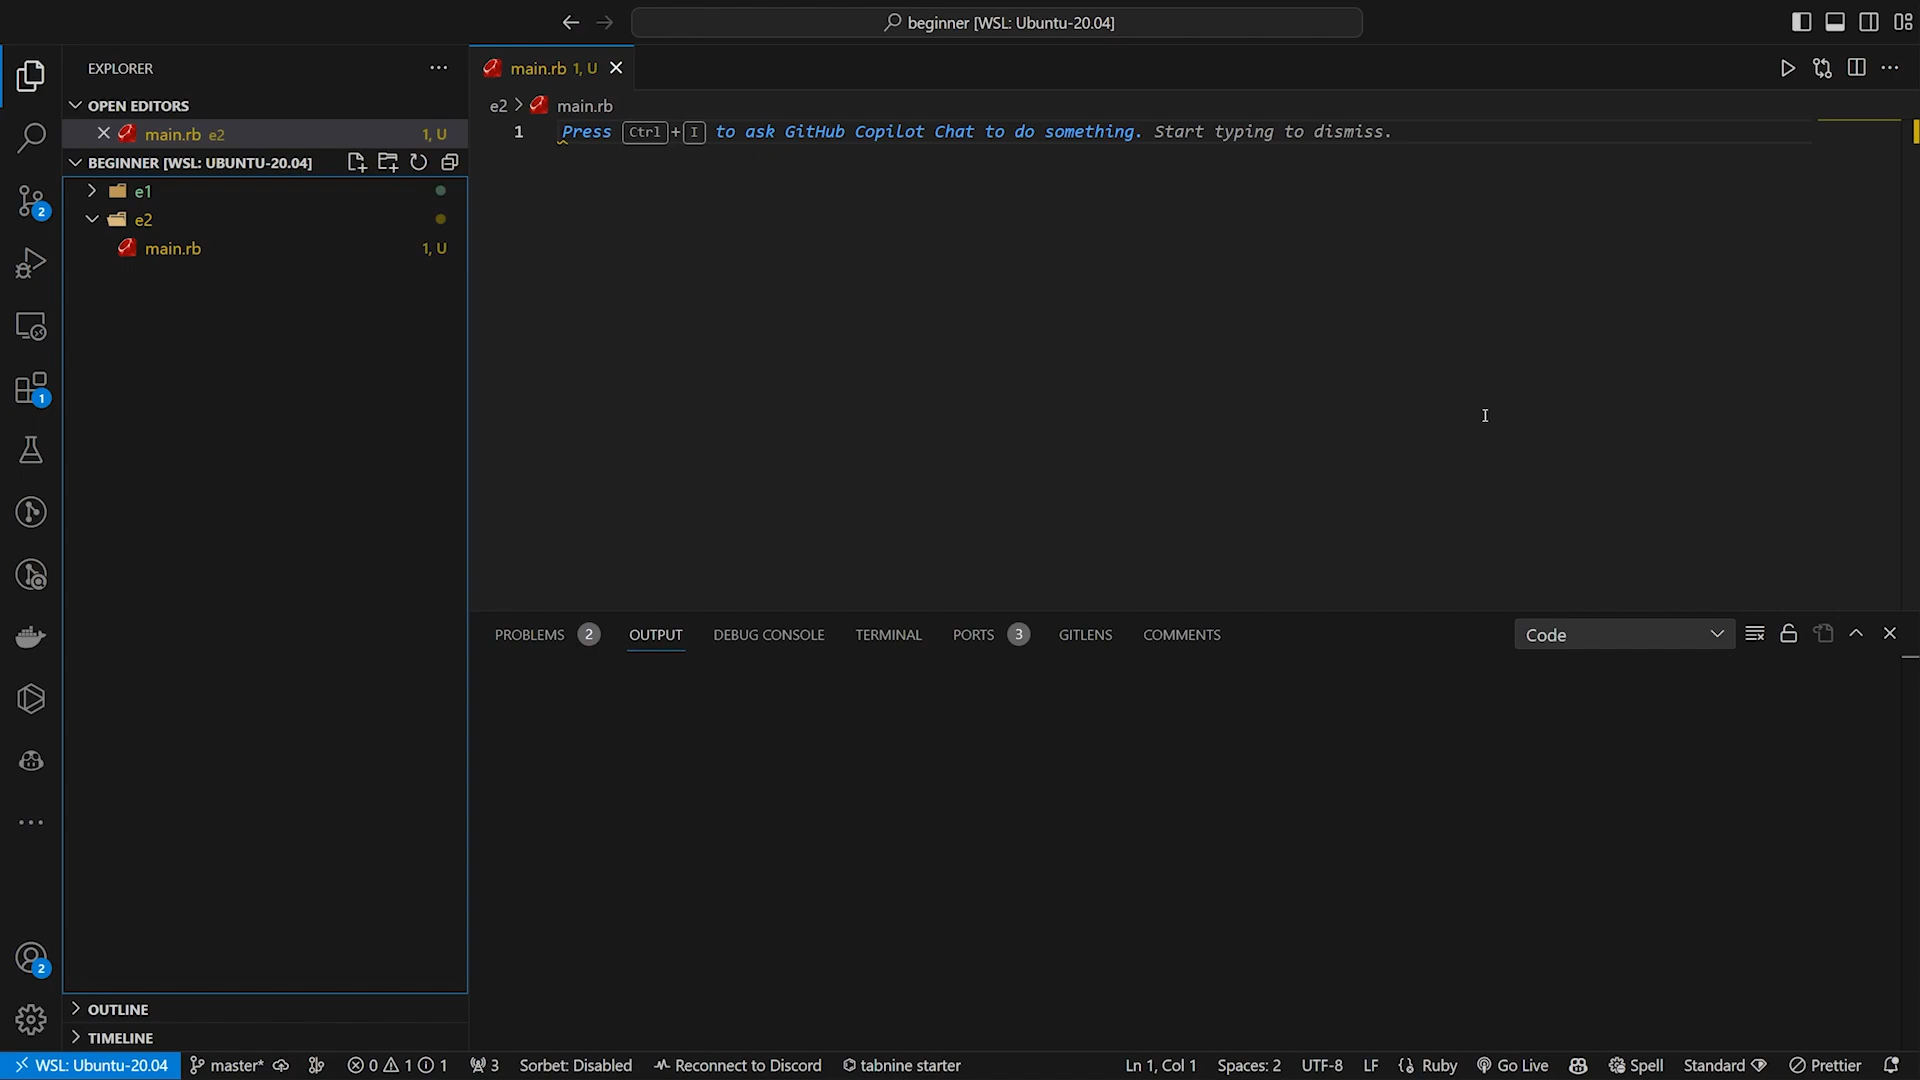 beginner [WSL: Ubuntu-20.04]
EXPLORER
OPEN EDITORS
main.rb e2 1, U
BEGINNER [WSL: UBUNTU-20.04]
e1
e2
main.rb 1, U
OUTLINE
TIMELINE
2
1
2
main.rb 1, U
e2 > main.rb
1 Press Ctrl+I to ask GitHub Copilot Chat to do something. Start typing to dismiss.
PROBLEMS 2 OUTPUT DEBUG CONSOLE TERMINAL PORTS 3 GITLENS COMMENTS Code
WSL: Ubuntu-20.04 master* 0 1 1 3 Sorbet: Disabled Reconnect to Discord tabnine starter Ln 1, Col 1 Spaces: 2 UTF-8 LF {} Ruby Go Live Spell Standard Prettier